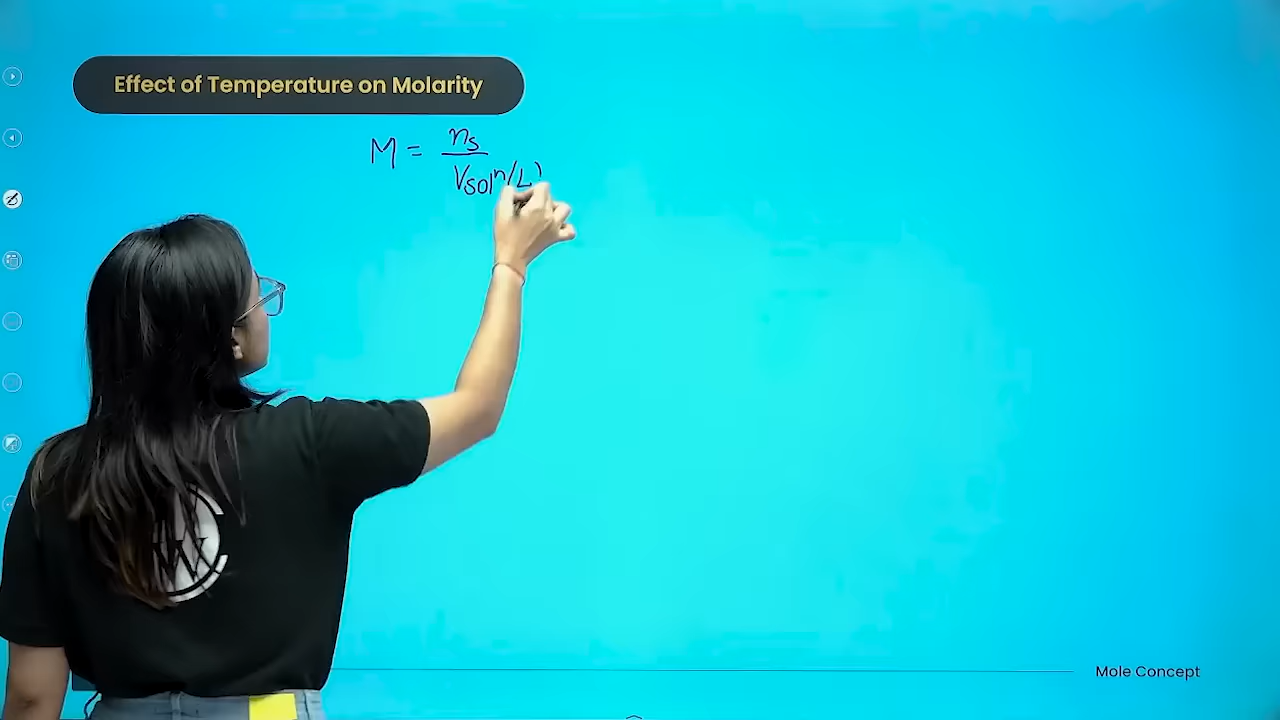 Effect of Temperature on Molarity
M = nₛ
Vsolⁿ(L)
Mole Concept